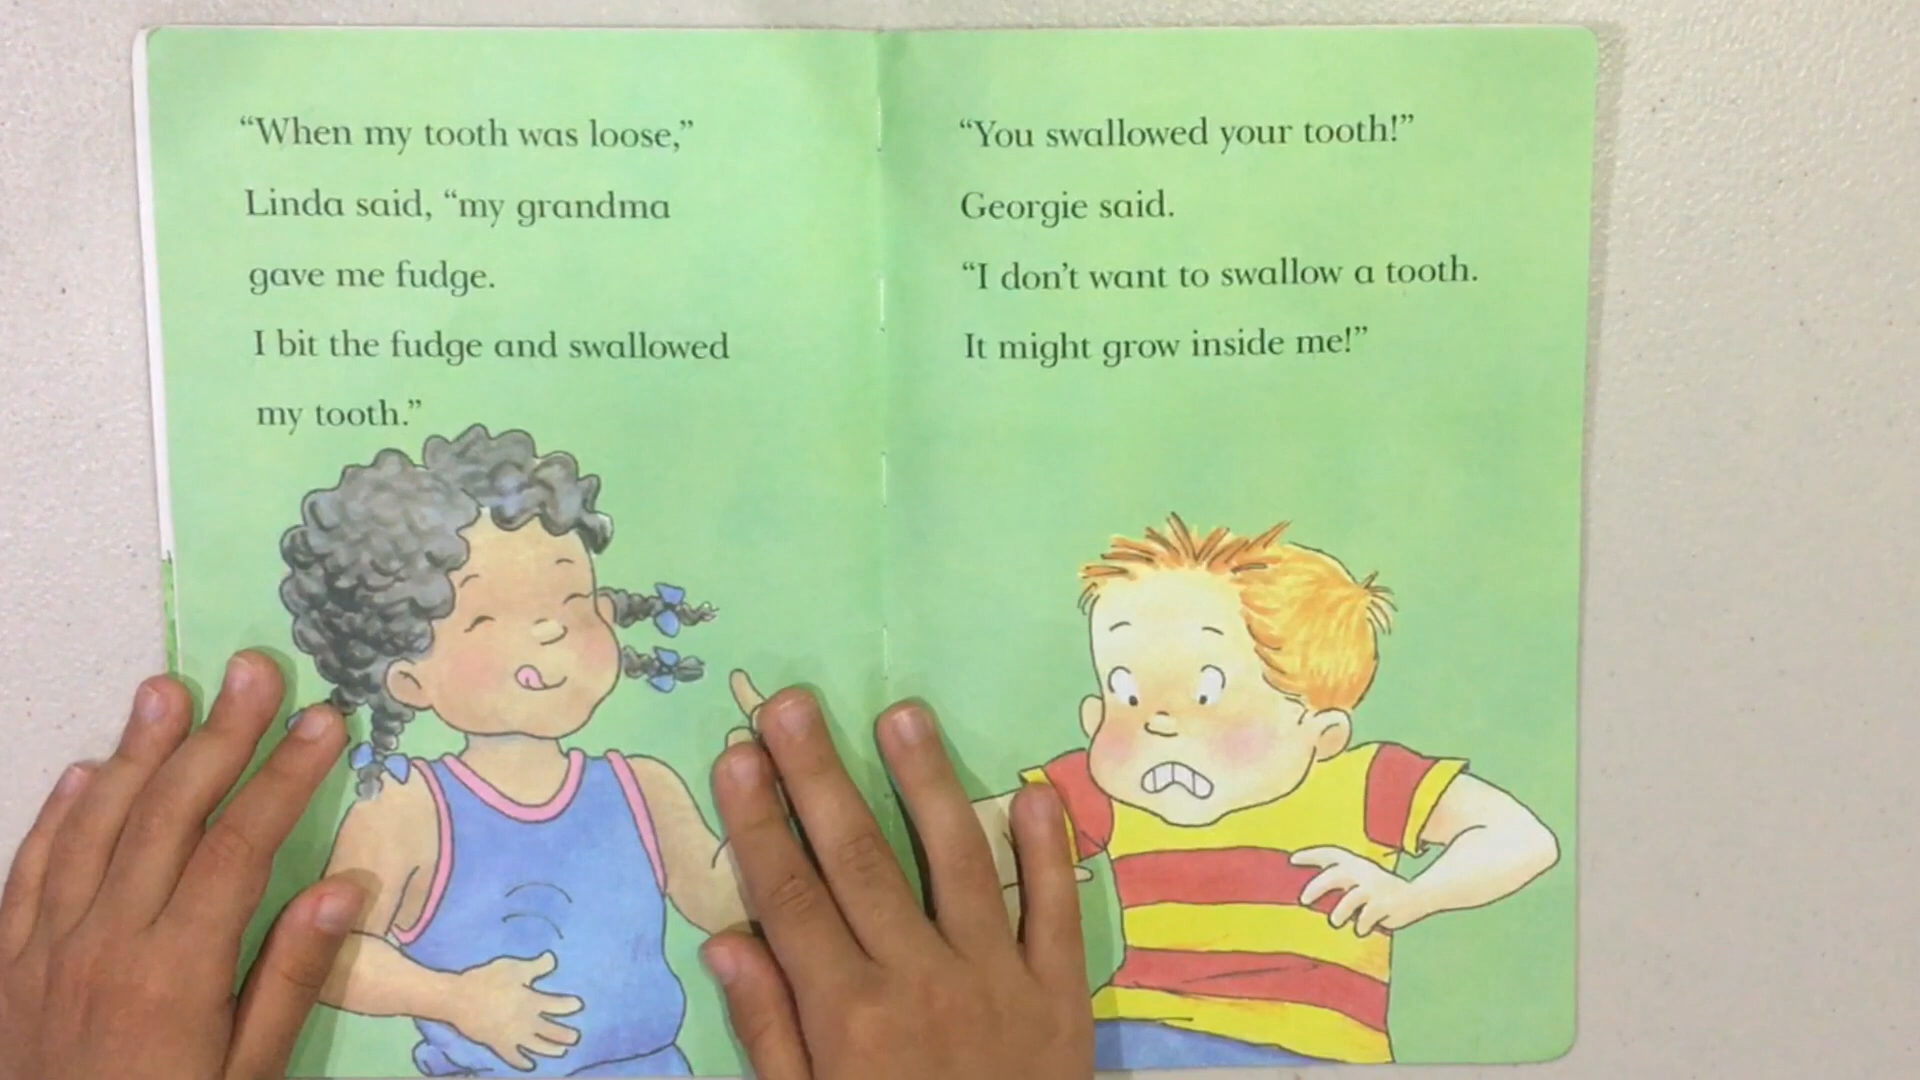 “When my tooth was loose,”
Linda said, “my grandma
gave me fudge.
I bit the fudge and swallowed
my tooth.”
“You swallowed your tooth!”
Georgie said.
“I don’t want to swallow a tooth.
It might grow inside me!”